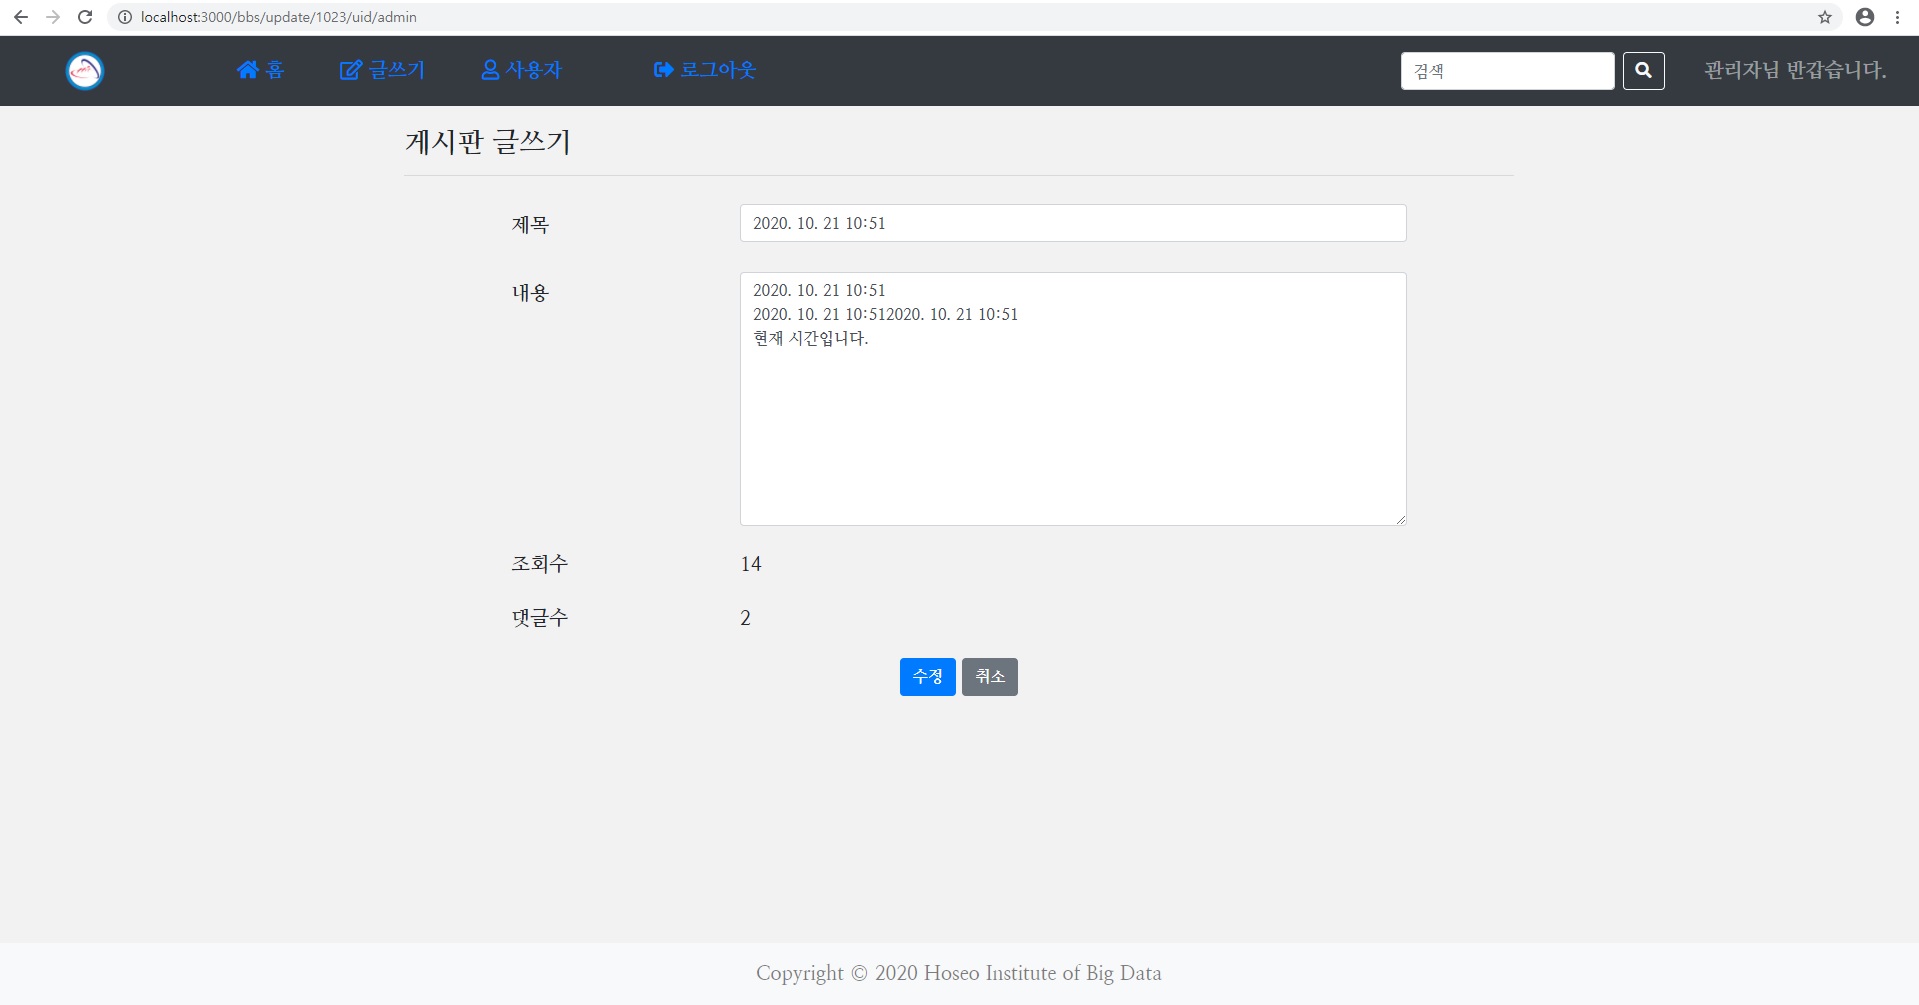 localhost:3000/bbs/update/1023/uid/admin
홈 글쓰기 사용자 로그아웃 검색 관리자님 반갑습니다.
게시판 글쓰기
제목 2020. 10. 21 10:51
내용 2020. 10. 21 10:51
2020. 10. 21 10:512020. 10. 21 10:51
현재 시간입니다.
조회수 14
댓글수 2
수정 취소
Copyright © 2020 Hoseo Institute of Big Data